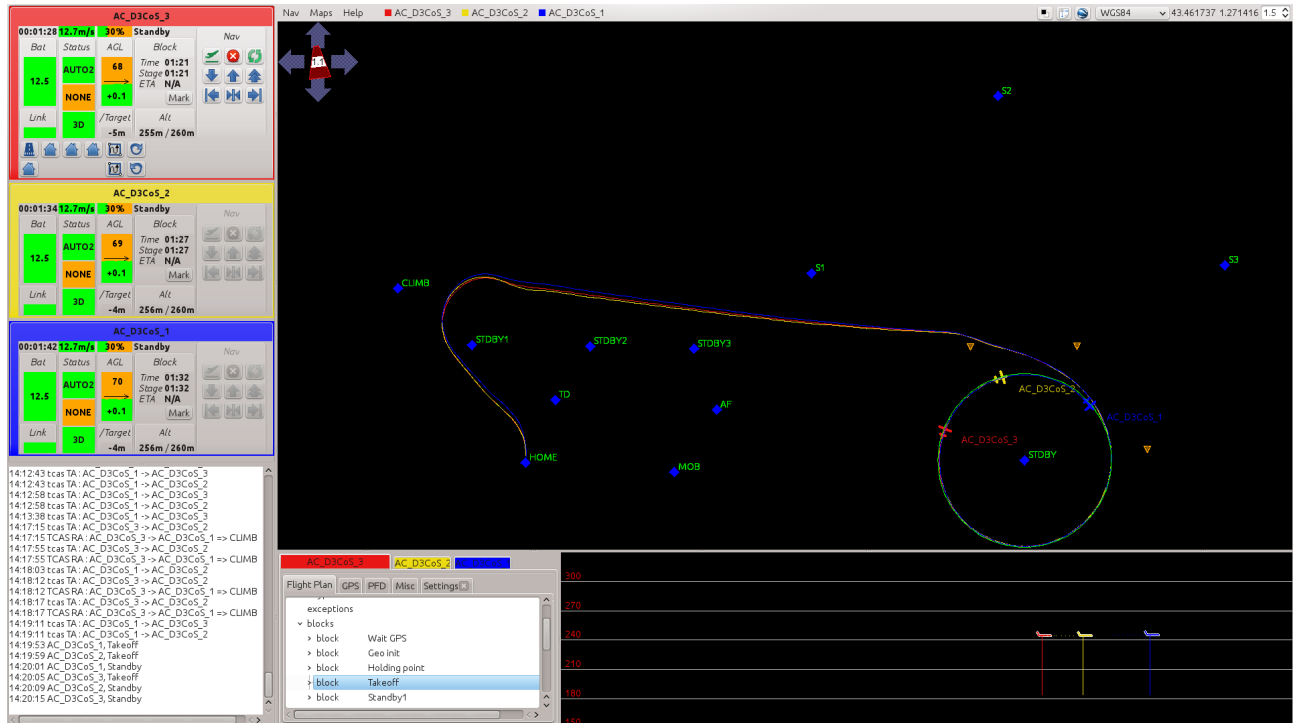 AC_D3CoS_3
00:01:28 12.7m/s 30% Standby
Bat Status AGL Block Nav
12.5 AUTO2 68 Time 01:21
Stage 01:21
ETA N/A
NONE +0.1 Mark
Link 3D /Target Alt
-5m 255m / 260m
AC_D3CoS_2
00:01:34 12.7m/s 30% Standby
Bat Status AGL Block Nav
12.5 AUTO2 69 Time 01:27
Stage 01:27
ETA N/A
NONE +0.1 Mark
Link 3D /Target Alt
-4m 256m / 260m
AC_D3CoS_1
00:01:42 12.7m/s 30% Standby
Bat Status AGL Block Nav
12.5 AUTO2 70 Time 01:32
Stage 01:32
ETA N/A
NONE +0.1 Mark
Link 3D /Target Alt
-4m 256m / 260m
14:12:43 tcas TA : AC_D3CoS_1 -> AC_D3CoS_3
14:12:43 tcas TA : AC_D3CoS_1 -> AC_D3CoS_2
14:12:58 tcas TA : AC_D3CoS_1 -> AC_D3CoS_3
14:12:58 tcas TA : AC_D3CoS_1 -> AC_D3CoS_2
14:13:38 tcas TA : AC_D3CoS_1 -> AC_D3CoS_3
14:17:15 tcas TA : AC_D3CoS_3 -> AC_D3CoS_2
14:17:15 TCAS RA : AC_D3CoS_3 -> AC_D3CoS_1 => CLIMB
14:17:55 tcas TA : AC_D3CoS_3 -> AC_D3CoS_2
14:17:55 TCAS RA : AC_D3CoS_3 -> AC_D3CoS_1 => CLIMB
14:18:03 tcas TA : AC_D3CoS_1 -> AC_D3CoS_2
14:18:12 tcas TA : AC_D3CoS_3 -> AC_D3CoS_2
14:18:12 TCAS RA : AC_D3CoS_3 -> AC_D3CoS_1 => CLIMB
14:18:17 tcas TA : AC_D3CoS_3 -> AC_D3CoS_2
14:18:17 TCAS RA : AC_D3CoS_3 -> AC_D3CoS_1 => CLIMB
14:19:11 tcas TA : AC_D3CoS_1 -> AC_D3CoS_3
14:19:11 tcas TA : AC_D3CoS_1 -> AC_D3CoS_2
14:19:53 AC_D3CoS_1, Takeoff
14:19:59 AC_D3CoS_2, Takeoff
14:20:01 AC_D3CoS_1, Standby
14:20:05 AC_D3CoS_3, Takeoff
14:20:09 AC_D3CoS_2, Standby
14:20:15 AC_D3CoS_3, Standby
Nav Maps Help AC_D3CoS_3 AC_D3CoS_2 AC_D3CoS_1 WGS84 43.461737 1.271416 1.5
S2
S3
S1
CLIMB
STDBY1 STDBY2 STDBY3
AC_D3CoS_2
TD
AF
AC_D3CoS_1
AC_D3CoS_3
HOME
STDBY
MOB
AC_D3CoS_3 AC_D3CoS_2
Flight Plan GPS PFD Misc Settings
exceptions
blocks
block Wait GPS
block Geo init
block Holding point
block Takeoff
block Standby1
300
270
240
210
180
150